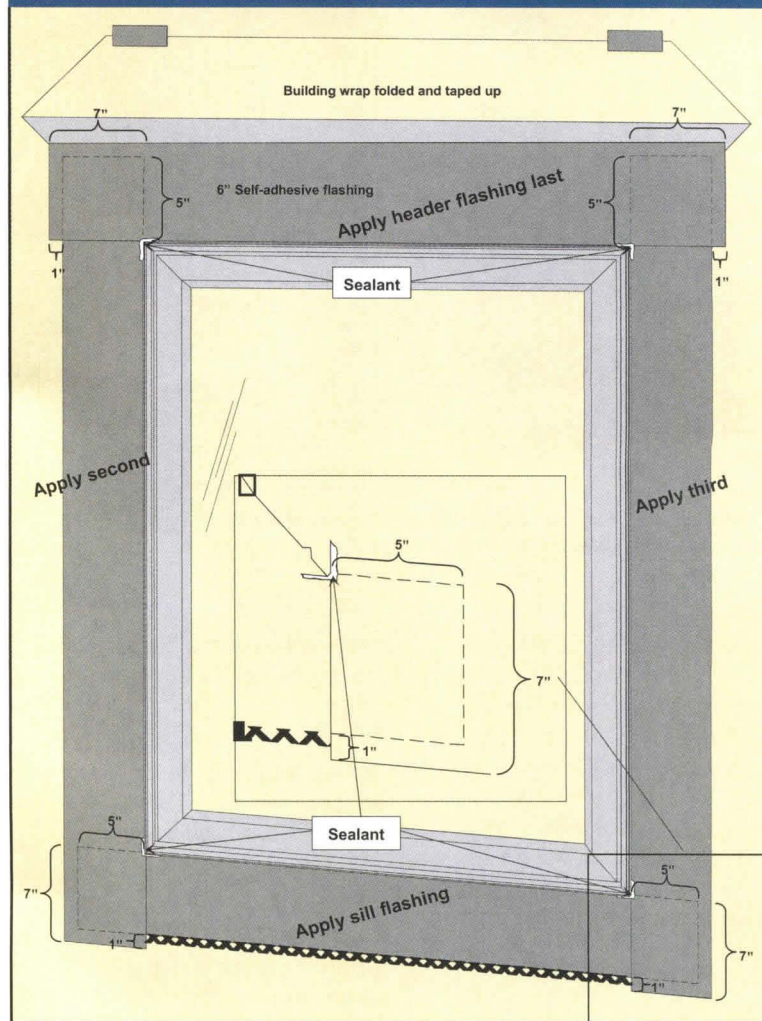 Building wrap folded and taped up
7"
7"
6" Self-adhesive flashing
5"
5"
Apply header flashing last
1"
1"
Sealant
Apply second
Apply third
5"
7"
1"
Sealant
5"
5"
7"
Apply sill flashing
1"
7"
1"